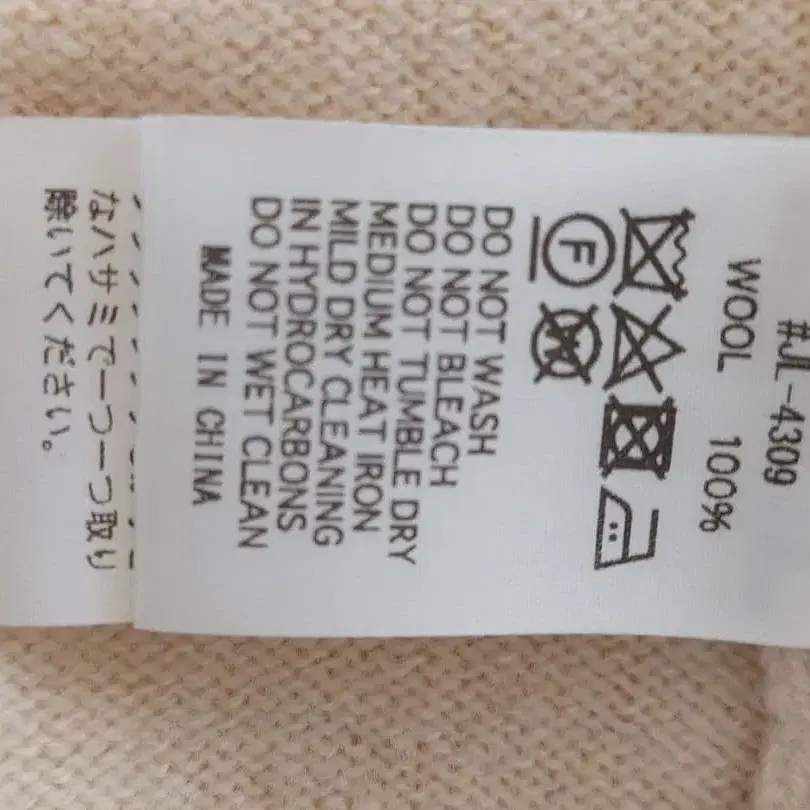 #JL-4309
WOOL 100%
F
W
DO NOT WASH
DO NOT BLEACH
DO NOT TUMBLE DRY
MEDIUM HEAT IRON
MILD DRY CLEANING
IN HYDROCARBONS
DO NOT WET CLEAN
MADE IN CHINA
なハサミで一つ一つ取り
除いてください。